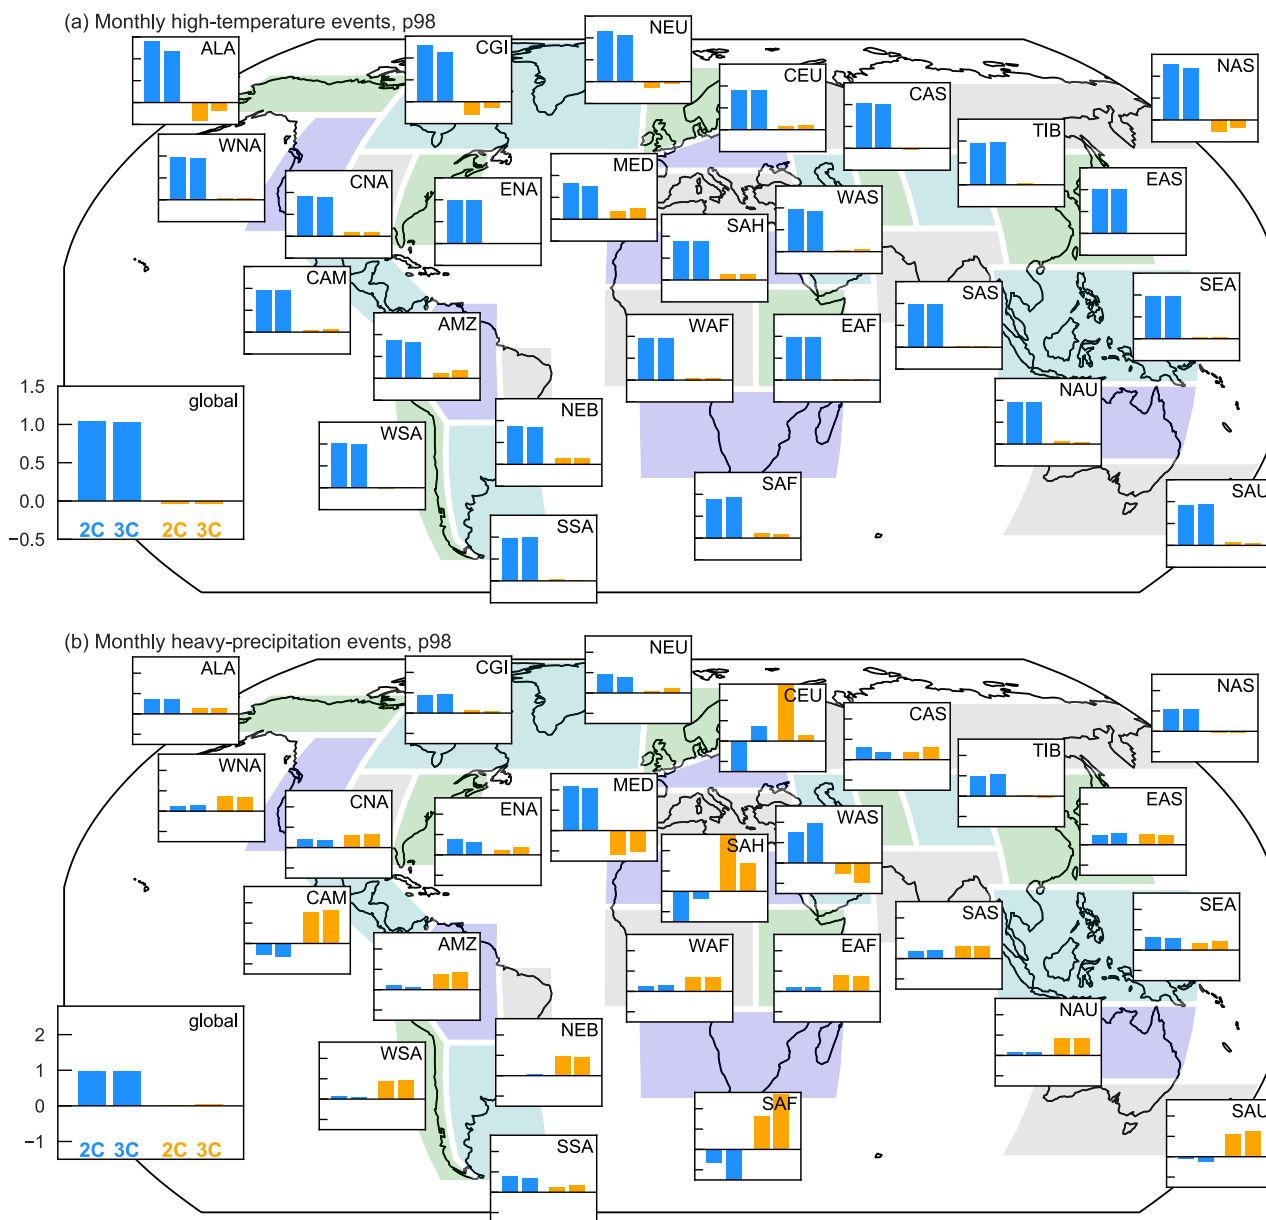 (a) Monthly high-temperature events, p98
ALA
CGI
NEU
CEU
CAS
NAS
WNA
CNA
ENA
MED
TIB
EAS
WAS
SAH
CAM
AMZ
WAF
EAF
SAS
SEA
NAU
WSA
NEB
SAF
SAU
SSA
1.5
global
1.0
0.5
0.0
2C 3C 2C 3C
−0.5
(b) Monthly heavy-precipitation events, p98
ALA
CGI
NEU
CEU
CAS
NAS
WNA
CNA
ENA
MED
TIB
EAS
WAS
SAH
CAM
AMZ
WAF
EAF
SAS
SEA
NAU
WSA
NEB
SAF
SAU
SSA
global
2
1
0
−1
2C 3C 2C 3C